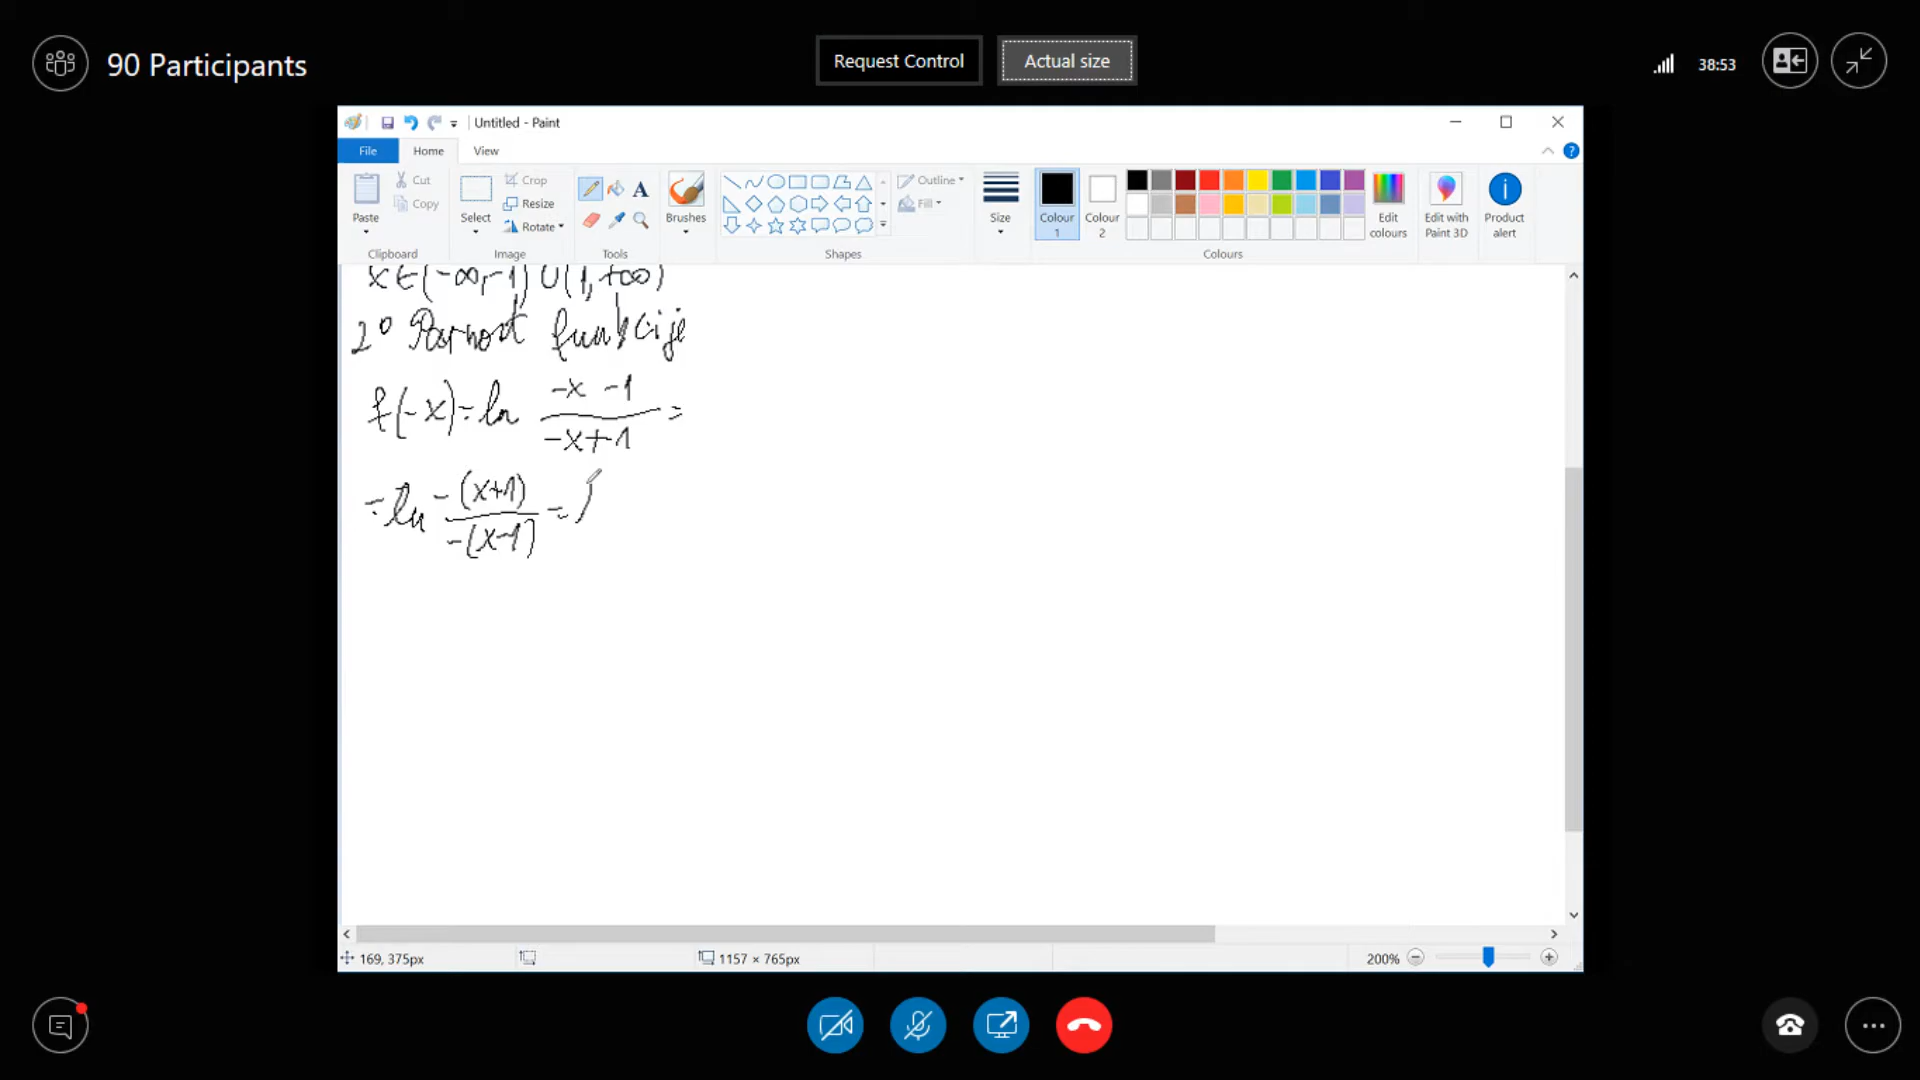 90 Participants
Request Control
Actual size
38:53
Untitled - Paint
File Home View
Paste
Cut
Copy
Clipboard
Select
Crop
Resize
Rotate
Image
A
Tools
Brushes
Outline
Fill
Shapes
Size
Colour 1
Colour 2
Edit colours
Colours
Edit with Paint 3D
Product alert
x∈(-∞,-1)∪(1,+∞)
2° Parnost funkcije
f(-x)=ln (-x-1)/(-x+1) =
=ln -(x+1)/-(x-1) =
169, 375px
1157 × 765px
200%